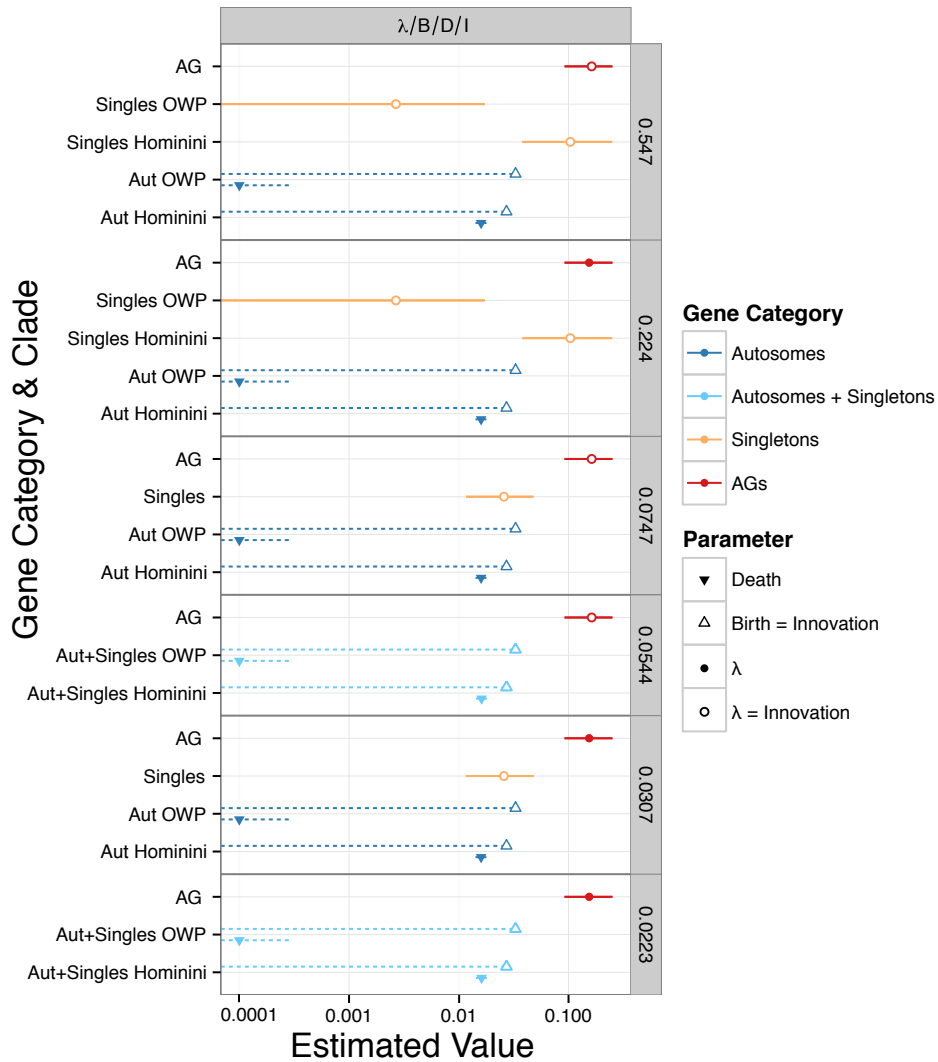 λ/B/D/I
AG
Singles OWP
Singles Hominini
Aut OWP
Aut Hominini
0.547
AG
Singles OWP
Singles Hominini
Aut OWP
Aut Hominini
0.224
AG
Singles
Aut OWP
Aut Hominini
0.0747
AG
Aut+Singles OWP
Aut+Singles Hominini
0.05444
AG
Singles
Aut OWP
Aut Hominini
0.0307
AG
Aut+Singles OWP
Aut+Singles Hominini
0.02223
0.0001
0.001
0.01
0.100
Estimated Value
Gene Category & Clade
Gene Category
Autosomes
Autosomes + Singletons
Singletons
AGs
Parameter
Death
Birth = Innovation
λ
λ = Innovation